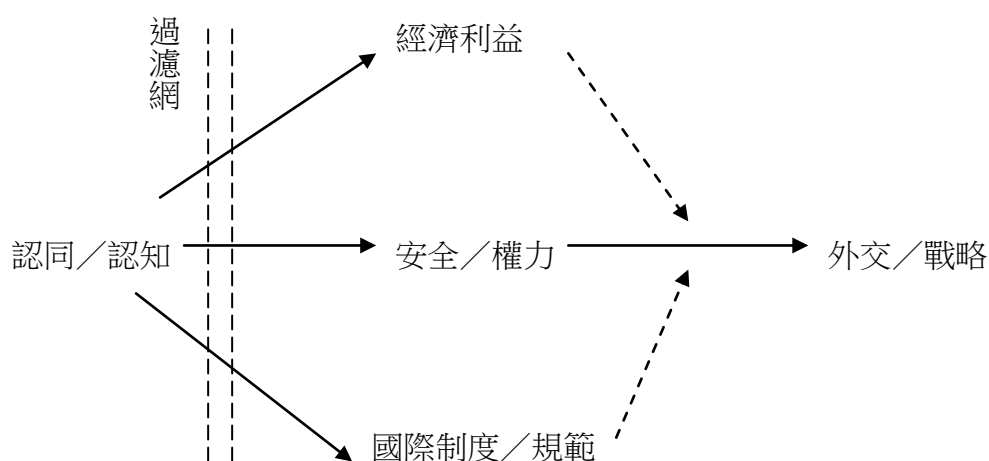 過濾網
經濟利益
認同／認知
安全／權力
外交／戰略
國際制度／規範